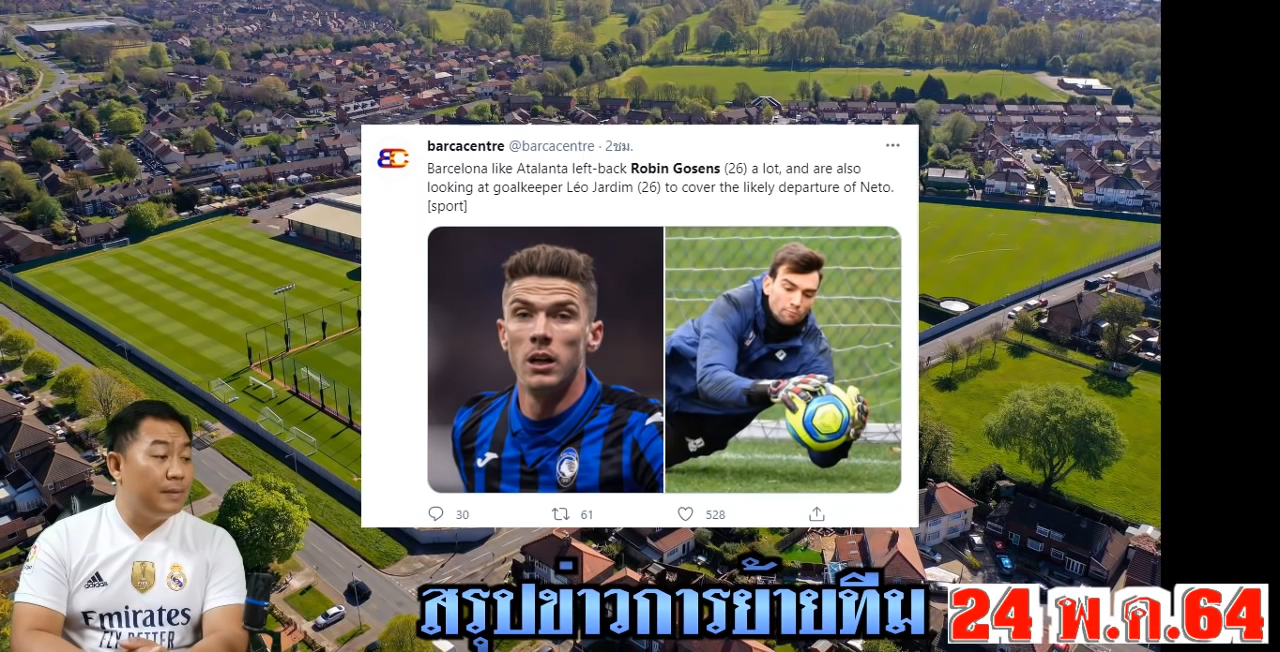 barcacentre @barcacentre · 2ชม.
Barcelona like Atalanta left-back Robin Gosens (26) a lot, and are also
looking at goalkeeper Léo Jardim (26) to cover the likely departure of Neto.
[sport]
30 61 528
adidas
Emirates
FLY BETTER
สรุปข่าวการย้ายทีม 24 พ.ค.64